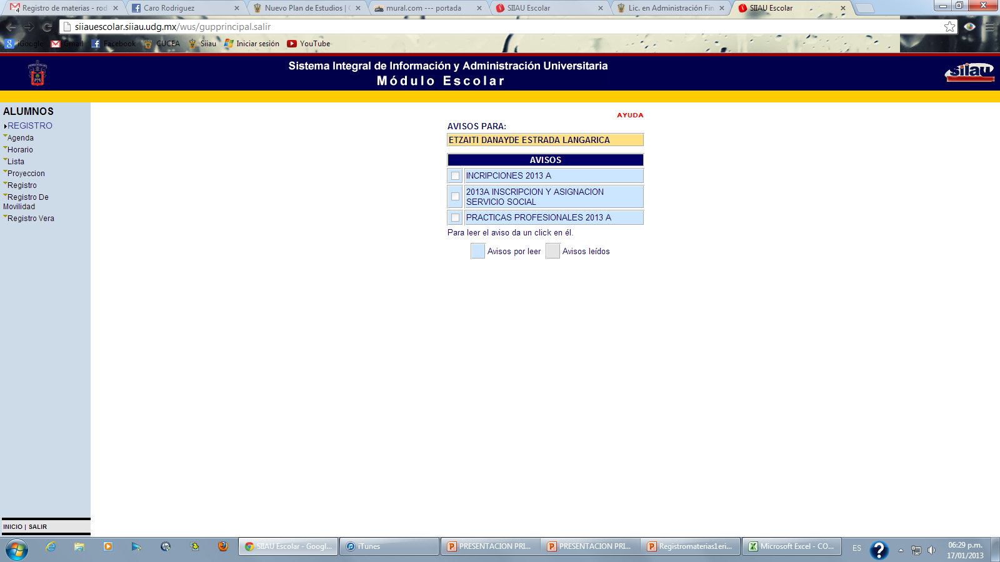 Registro de materias - rod
Caro Rodriguez
Nuevo Plan de Estudios | C
mural.com --- portada
SIIAU Escolar
Lic. en Administración Fin
SIIAU Escolar
siiauescolar.siiau.udg.mx/wus/gupprincipal.salir
iGoogle
Gmail
Facebook
CUCEA
Siiau
Iniciar sesión
YouTube
Sistema Integral de Información y Administración Universitaria
Módulo Escolar
siiau
ALUMNOS
REGISTRO
Agenda
Horario
Lista
Proyeccion
Registro
Registro De
Movilidad
Registro Vera
AYUDA
AVISOS PARA:
ETZAITI DANAYDE ESTRADA LANGARICA
AVISOS
INCRIPCIONES 2013 A
2013A INSCRIPCION Y ASIGNACION
SERVICIO SOCIAL
PRACTICAS PROFESIONALES 2013 A
Para leer el aviso da un click en él.
Avisos por leer
Avisos leídos
INICIO | SALIR
SIIAU Escolar - Googl...
iTunes
PRESENTACION PRI...
PRESENTACION PRI...
Registromaterias1eri...
Microsoft Excel - CO...
ES
06:29 p.m.
17/01/2013